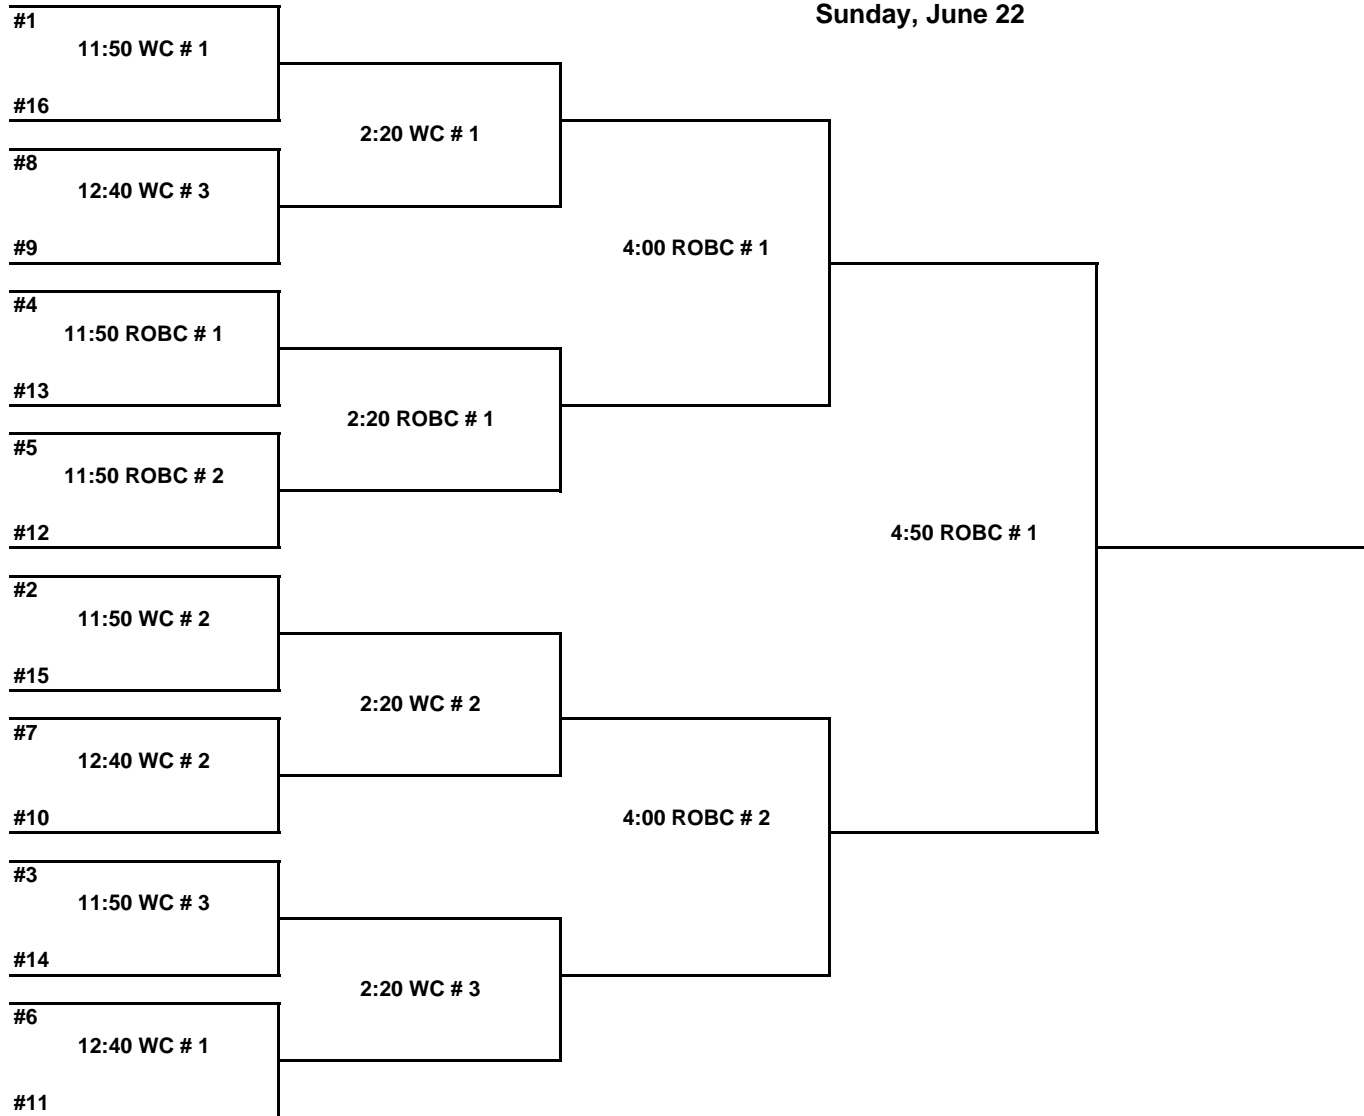 Sunday, June 22
#1
11:50 WC # 1
#16
2:20 WC # 1
#8
12:40 WC # 3
#9
4:00 ROBC # 1
#4
11:50 ROBC # 1
#13
2:20 ROBC # 1
#5
11:50 ROBC # 2
#12
4:50 ROBC # 1
#2
11:50 WC # 2
#15
2:20 WC # 2
#7
12:40 WC # 2
#10
4:00 ROBC # 2
#3
11:50 WC # 3
#14
2:20 WC # 3
#6
12:40 WC # 1
#11